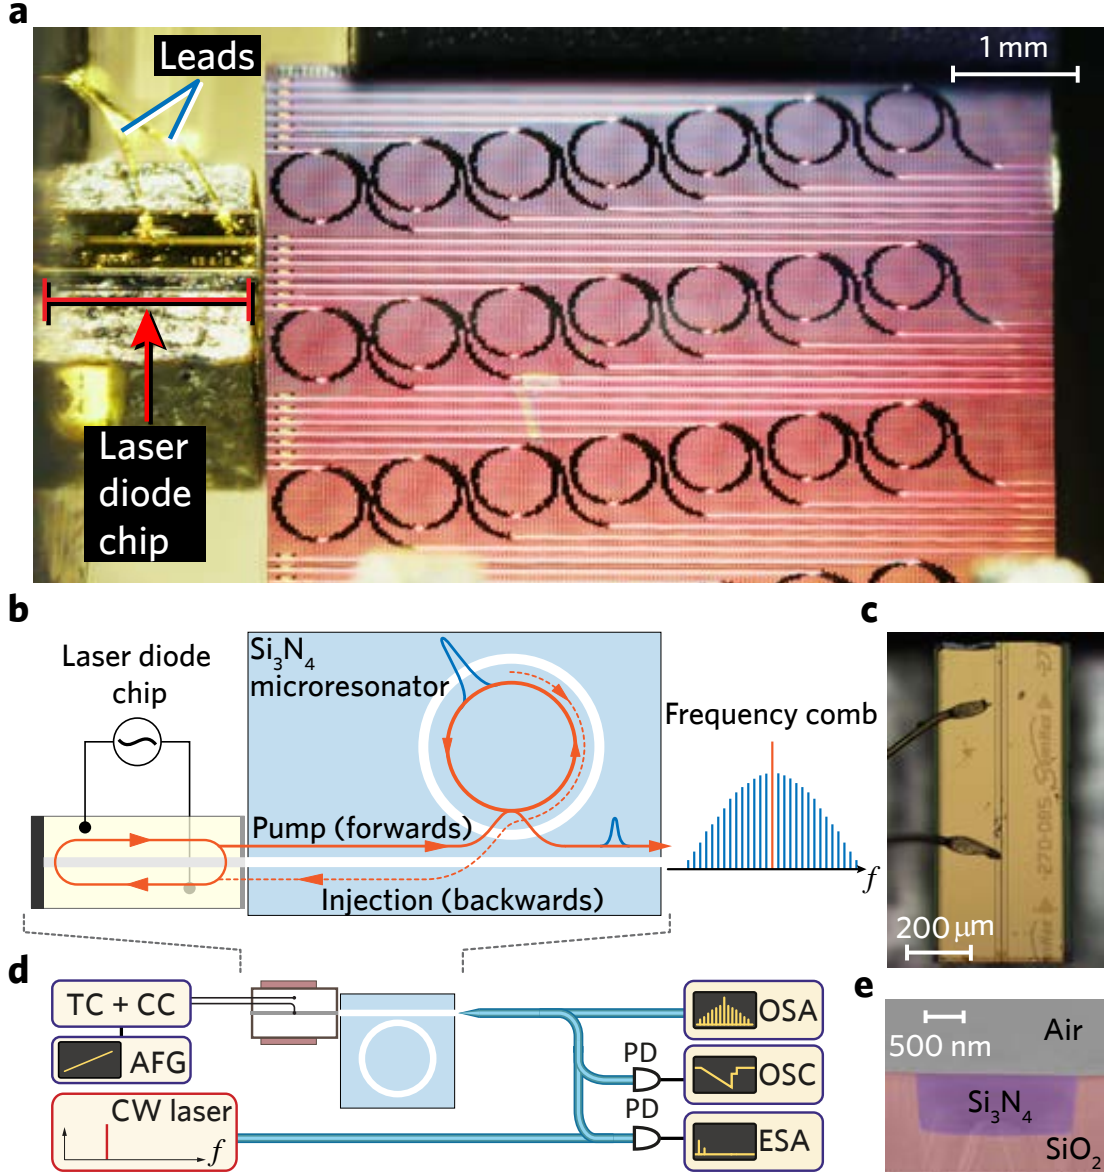 a
Leads
1 mm
Laser
diode
chip
b
Laser diode
chip
Si₃N₄
microresonator
Frequency comb
Pump (forwards)
Injection (backwards)
f
c
200 μm
d
TC + CC
AFG
CW laser
f
PD
PD
OSA
OSC
ESA
e
500 nm
Air
Si₃N₄
SiO₂